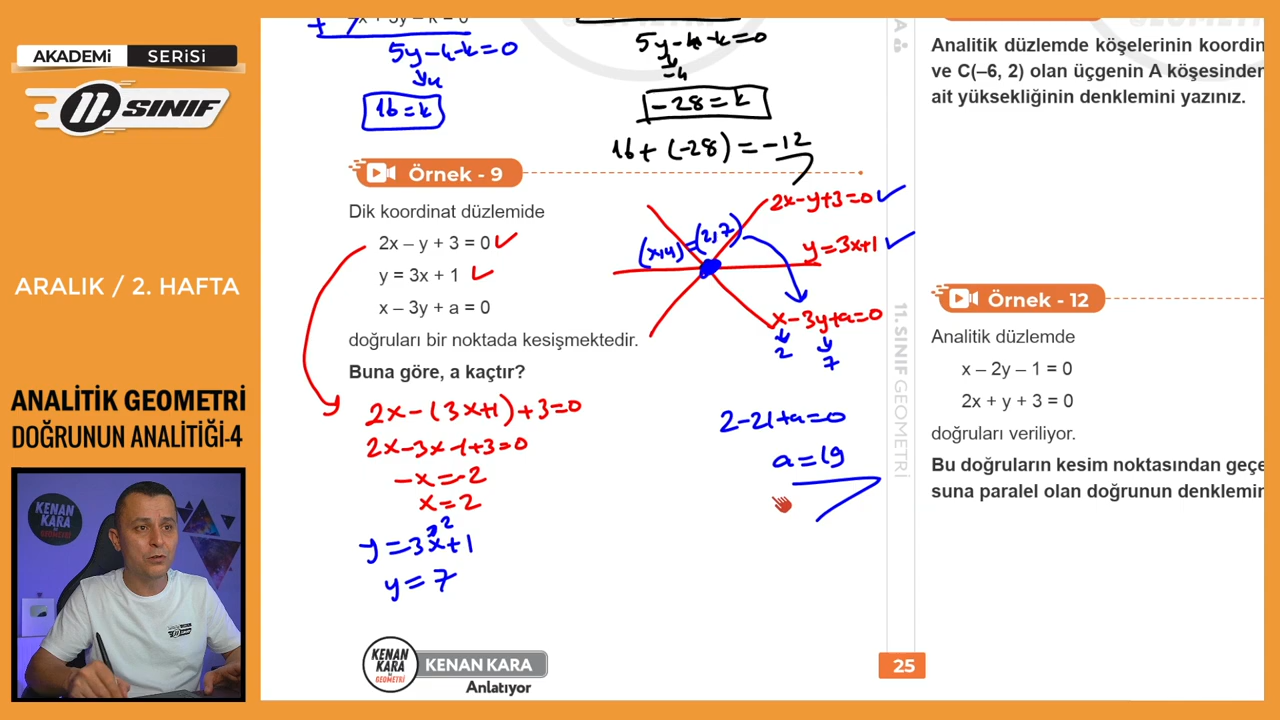 AKADEMİ SERİSİ
11. SINIF
ARALIK / 2. HAFTA
ANALİTİK GEOMETRİ
DOĞRUNUN ANALİTİĞİ-4
KENAN
KARA
5y-4-k=0
4
16=k
5y-4-k=0
-4
-28=k
16+(-28)=-12
Örnek - 9
Dik koordinat düzlemide
2x – y + 3 = 0
y = 3x + 1
x – 3y + a = 0
doğruları bir noktada kesişmektedir.
Buna göre, a kaçtır?
2x-(3x+1)+3=0
2x-3x-1+3=0
-x=-2
x=2
2
y=3x+1
y=7
2x-y+3=0
(x,y)=(2,7)
y=3x+1
x-3y+a=0
2 7
2-21+a=0
a=19
KENAN
KARA
GEOMETRİ
KENAN KARA
Anlatıyor
11. SINIF GEOMETRİ
25
Analitik düzlemde köşelerinin koordin
ve C(–6, 2) olan üçgenin A köşesinden
ait yüksekliğinin denklemini yazınız.
Örnek - 12
Analitik düzlemde
x – 2y – 1 = 0
2x + y + 3 = 0
doğruları veriliyor.
Bu doğruların kesim noktasından geçe
suna paralel olan doğrunun denklemin